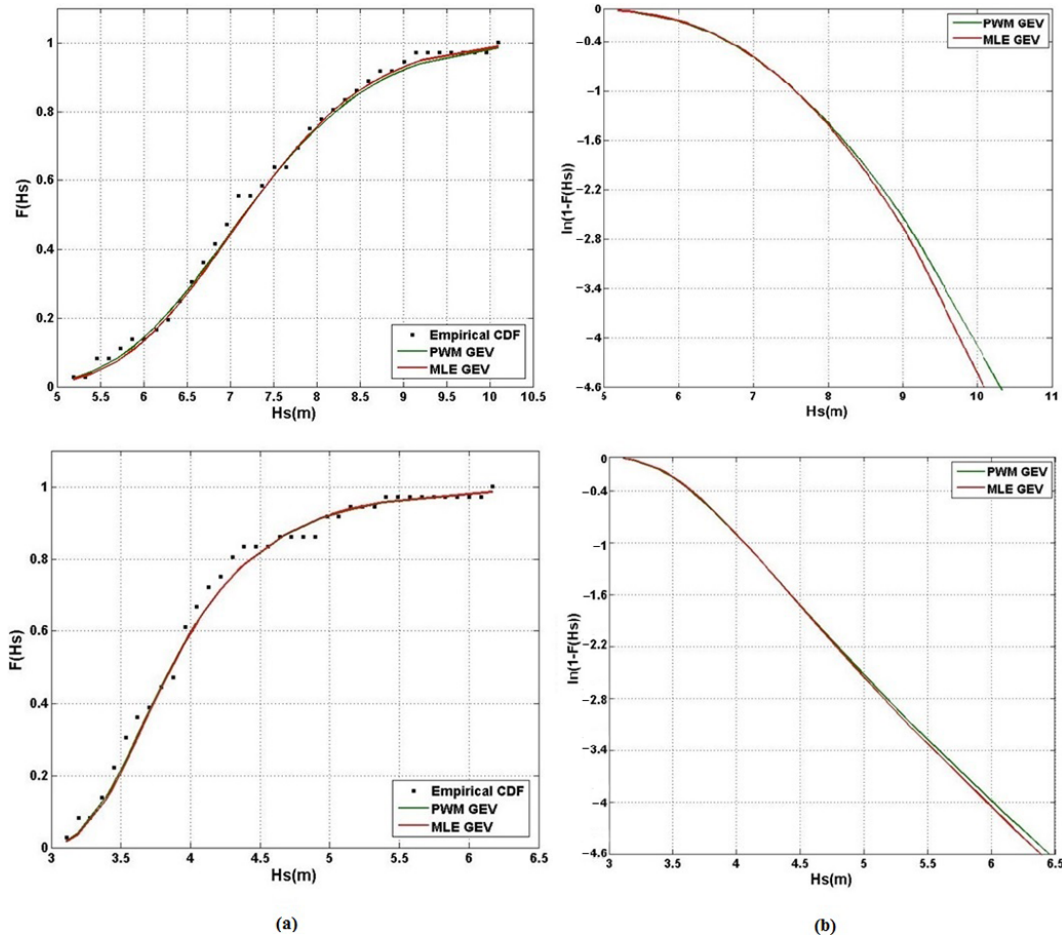 1
0.8
0.6
0.4
0.2
0
F(Hs)
5 5.5 6 6.5 7 7.5 8 8.5 9 9.5 10 10.5
Hs(m)
Empirical CDF
PWM GEV
MLE GEV
0
−0.4
−1
−1.6
−2.2
−2.8
−3.4
−4
−4.6
ln(1-F(Hs))
5 6 7 8 9 10 11
Hs(m)
PWM GEV
MLE GEV
1
0.8
0.6
0.4
0.2
0
F(Hs)
3 3.5 4 4.5 5 5.5 6 6.5
Hs(m)
Empirical CDF
PWM GEV
MLE GEV
0
−0.4
−1
−1.6
−2.2
−2.8
−3.4
−4
−4.6
ln(1-F(Hs))
3 3.5 4 4.5 5 5.5 6 6.5
Hs(m)
PWM GEV
MLE GEV
(a)
(b)